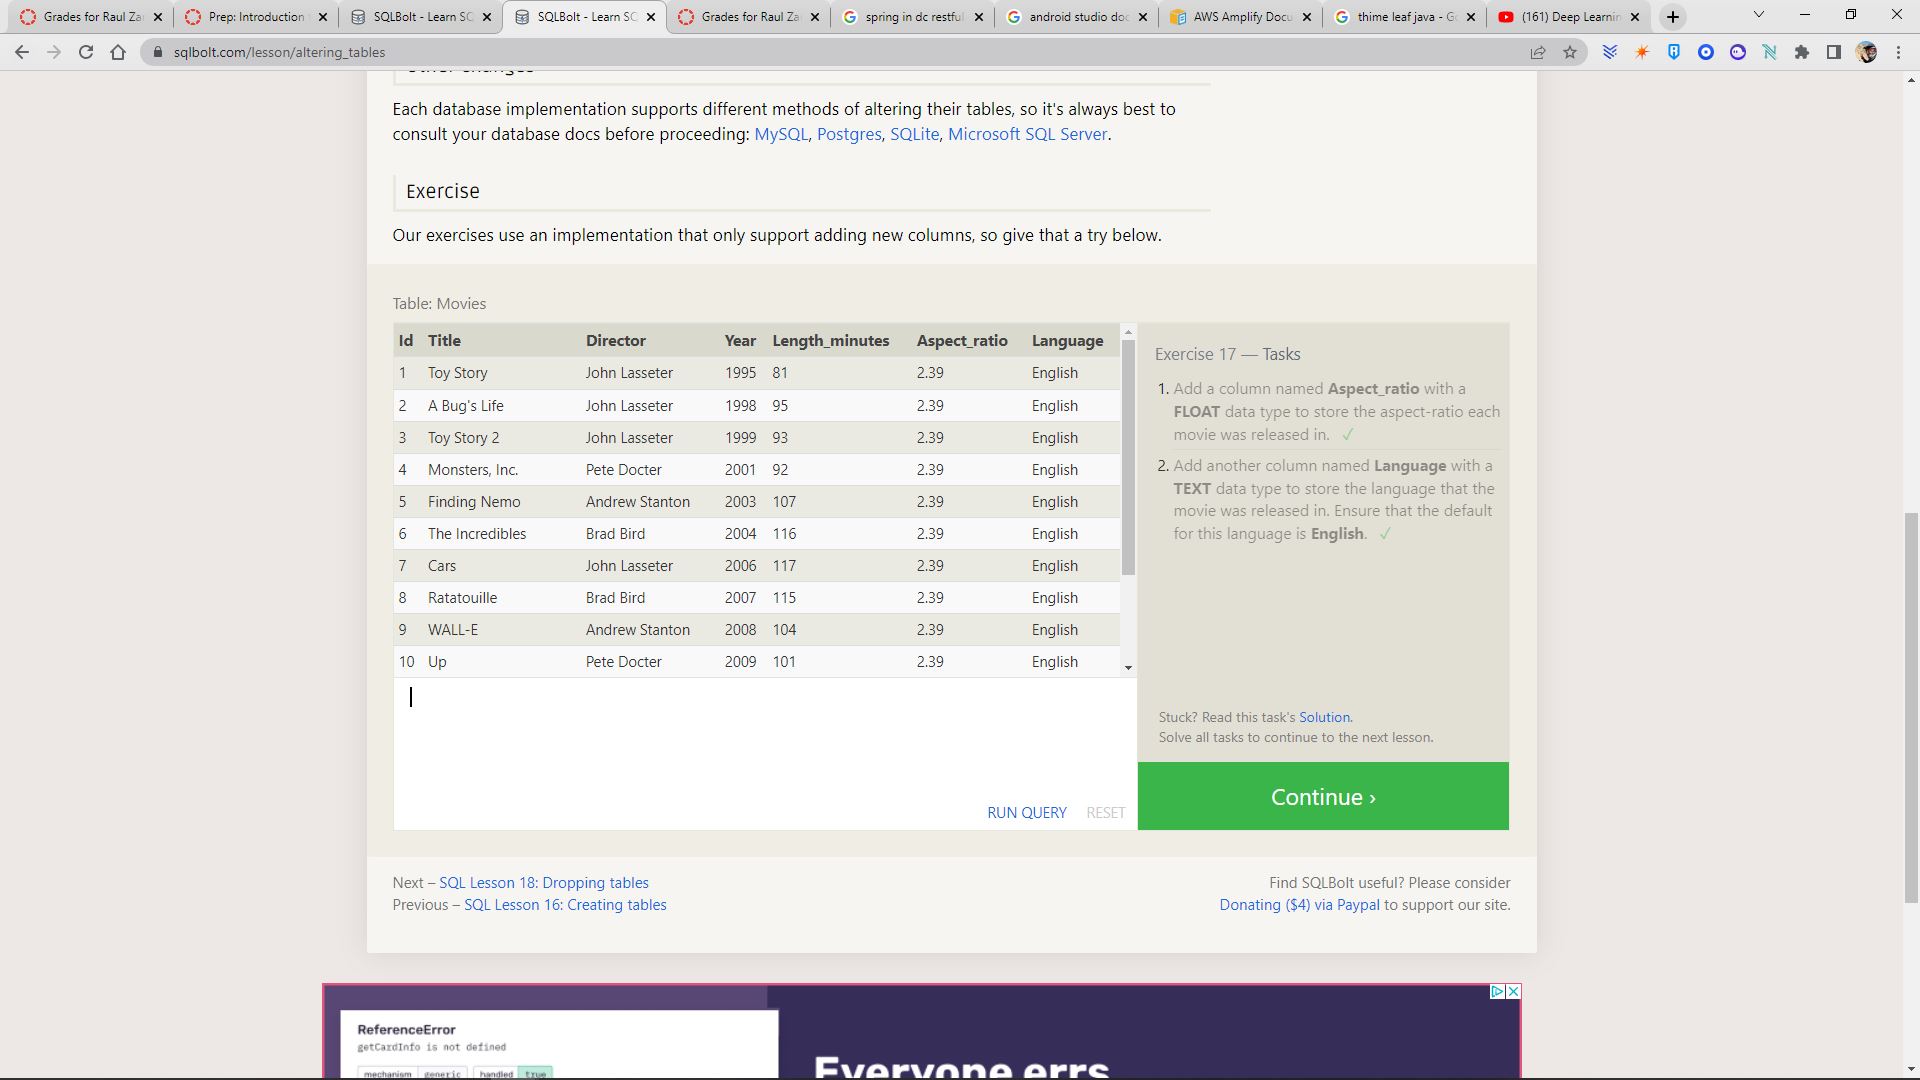 Grades for Raul Za
Prep: Introduction
SQLBolt - Learn SC
SQLBolt - Learn SC
Grades for Raul Za
spring in dc restful
android studio doc
AWS Amplify Docu
thime leaf java - Go
(161) Deep Learnin
sqlbolt.com/lesson/altering_tables
Each database implementation supports different methods of altering their tables, so it's always best to
consult your database docs before proceeding: MySQL, Postgres, SQLite, Microsoft SQL Server.
Exercise
Our exercises use an implementation that only support adding new columns, so give that a try below.
Table: Movies
Id Title Director Year Length_minutes Aspect_ratio Language
1 Toy Story John Lasseter 1995 81 2.39 English
2 A Bug's Life John Lasseter 1998 95 2.39 English
3 Toy Story 2 John Lasseter 1999 93 2.39 English
4 Monsters, Inc. Pete Docter 2001 92 2.39 English
5 Finding Nemo Andrew Stanton 2003 107 2.39 English
6 The Incredibles Brad Bird 2004 116 2.39 English
7 Cars John Lasseter 2006 117 2.39 English
8 Ratatouille Brad Bird 2007 115 2.39 English
9 WALL-E Andrew Stanton 2008 104 2.39 English
10 Up Pete Docter 2009 101 2.39 English
RUN QUERY RESET
Exercise 17 — Tasks
1. Add a column named Aspect_ratio with a
FLOAT data type to store the aspect-ratio each
movie was released in. ✓
2. Add another column named Language with a
TEXT data type to store the language that the
movie was released in. Ensure that the default
for this language is English. ✓
Stuck? Read this task's Solution.
Solve all tasks to continue to the next lesson.
Continue ›
Next – SQL Lesson 18: Dropping tables
Previous – SQL Lesson 16: Creating tables
Find SQLBolt useful? Please consider
Donating ($4) via Paypal to support our site.
ReferenceError
getCardInfo is not defined
mechanism generic handled true
Everyone errs